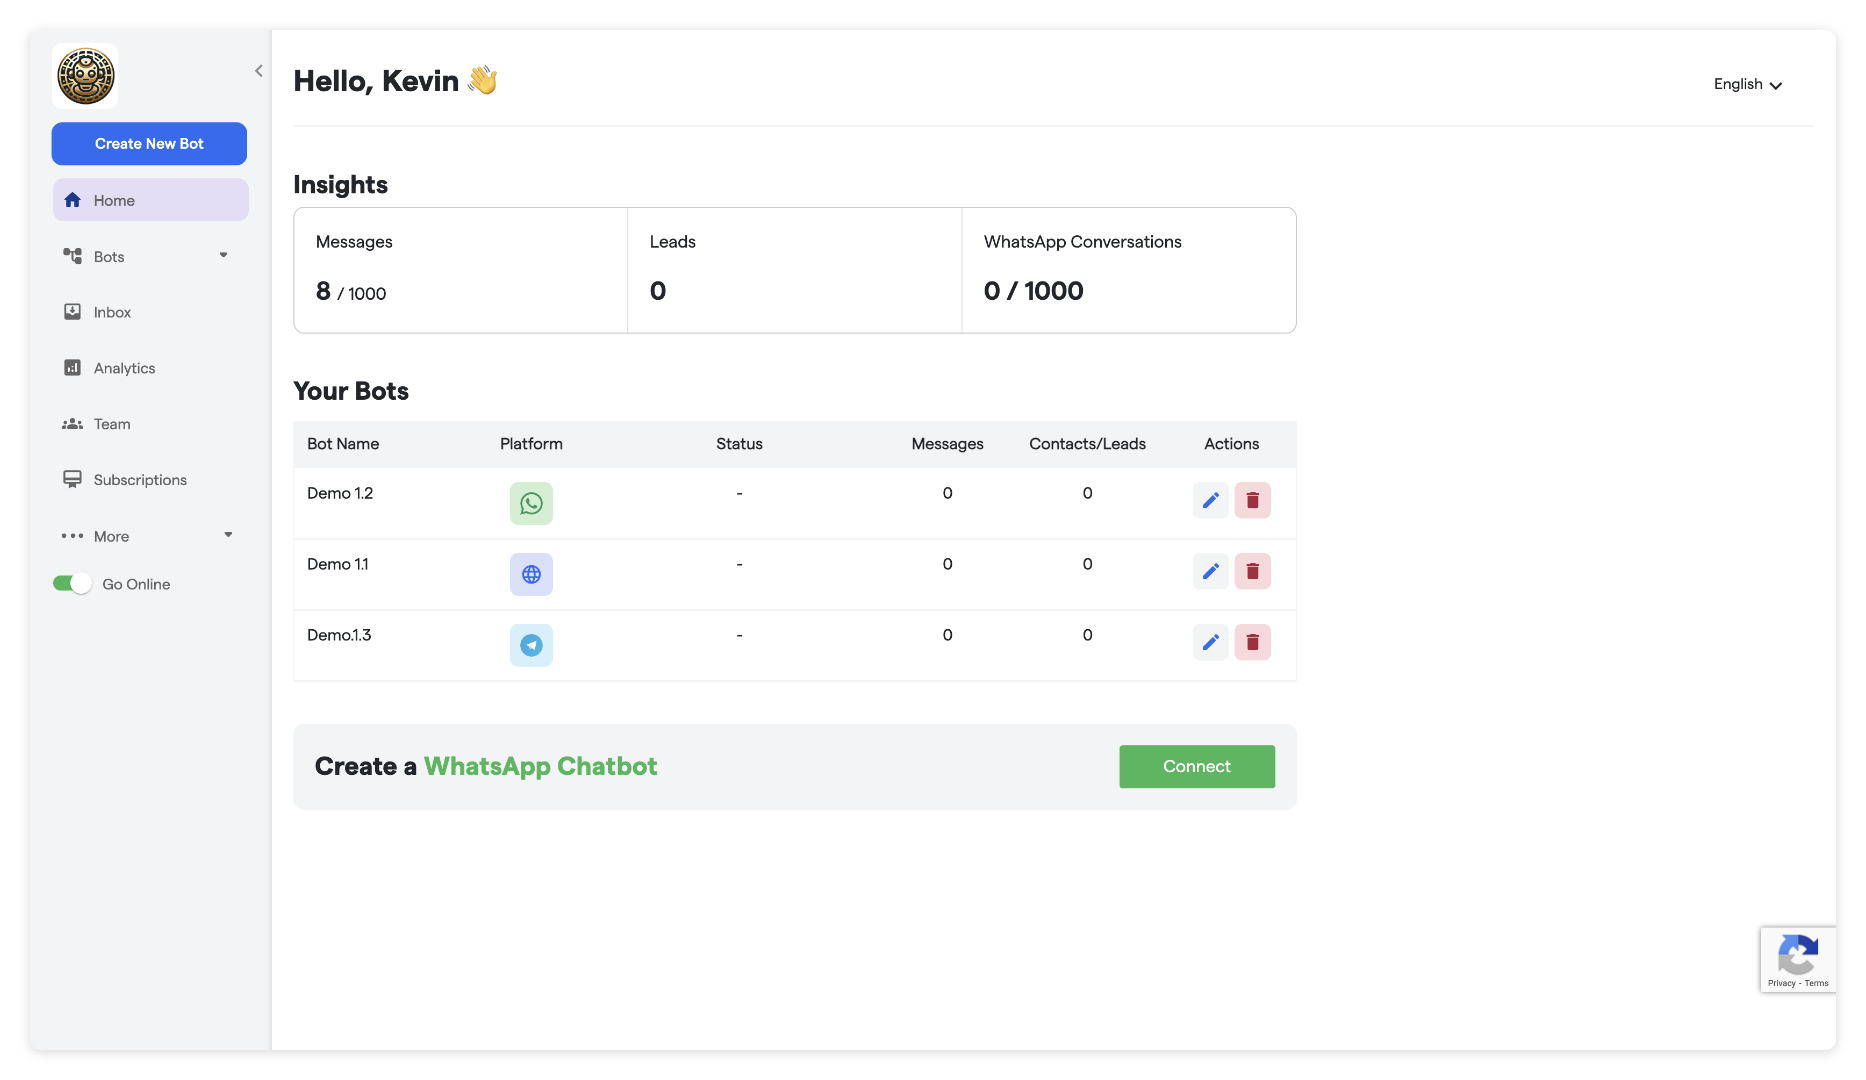 Create New Bot
Home
Bots
Inbox
Analytics
Team
Subscriptions
More
Go Online
Hello, Kevin 👋
English
Insights
Messages
8 / 1000
Leads
0
WhatsApp Conversations
0 / 1000
Your Bots
Bot Name Platform Status Messages Contacts/Leads Actions
Demo 1.2 - 0 0
Demo 1.1 - 0 0
Demo.1.3 - 0 0
Create a WhatsApp Chatbot
Connect
Privacy - Terms